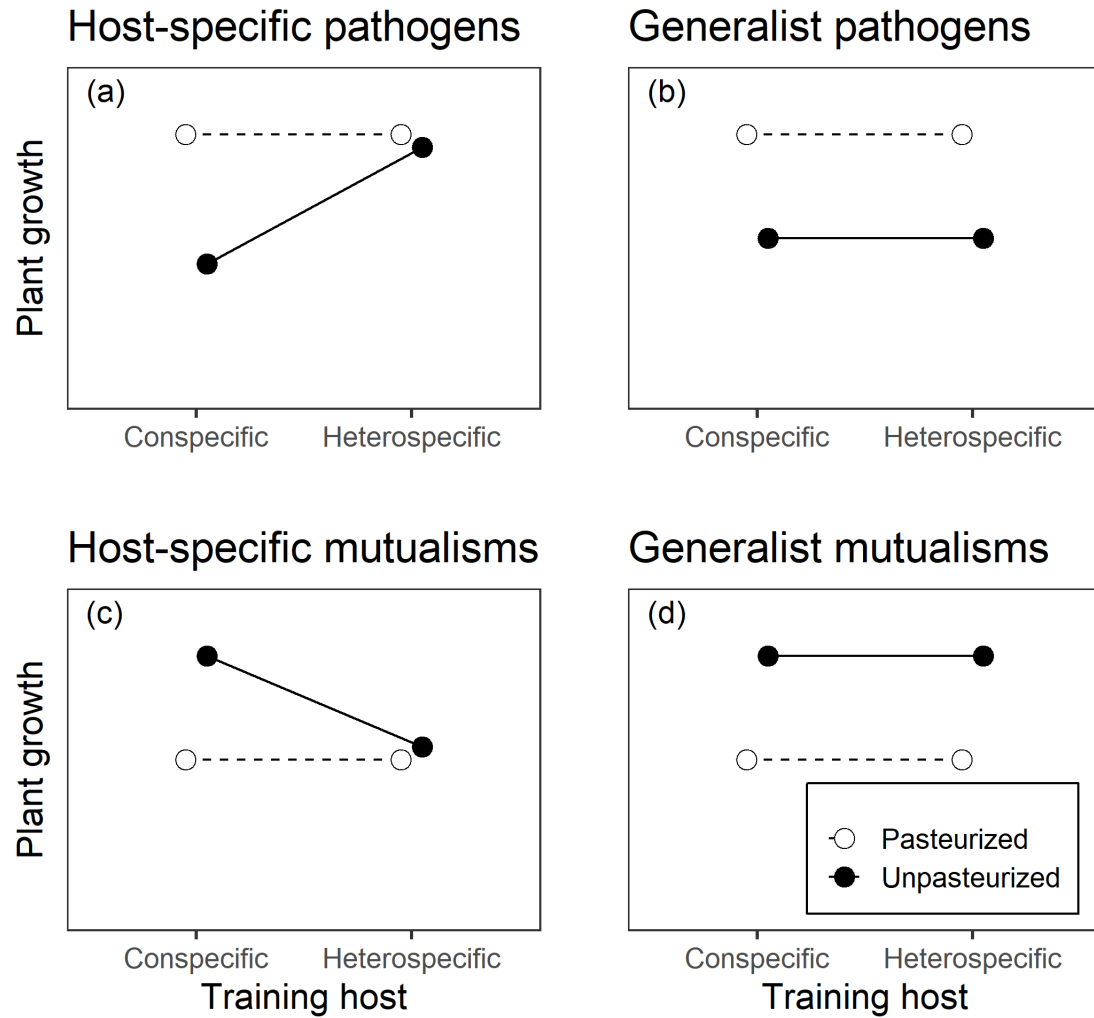 Host-specific pathogens
Generalist pathogens
(a)
(b)
Plant growth
Conspecific
Heterospecific
Conspecific
Heterospecific
Host-specific mutualisms
Generalist mutualisms
(c)
(d)
Plant growth
Pasteurized
Unpasteurized
Conspecific
Heterospecific
Conspecific
Heterospecific
Training host
Training host